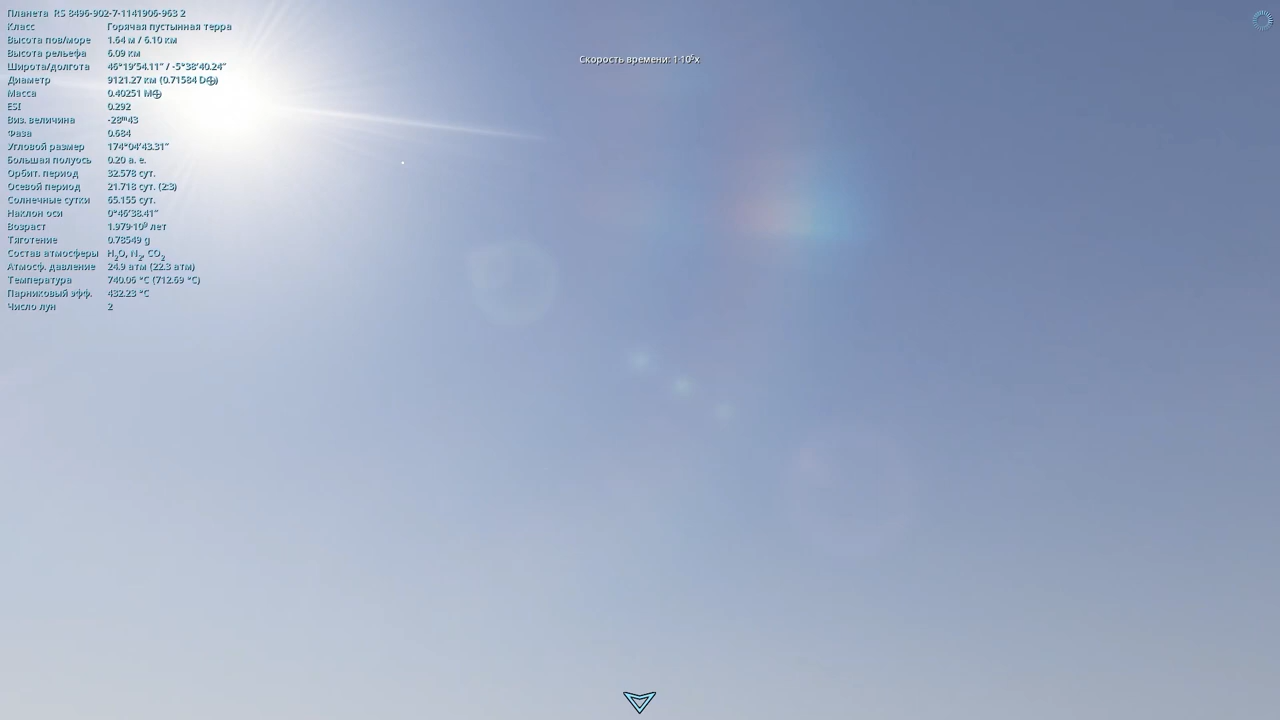 Планета RS 8496-902-7-1141906-963 2
Класс Горячая пустынная терра
Высота пов/море 1.64 м / 6.10 км
Высота рельефа 6.09 км
Широта/долгота 46°19'54.11" / -5°38'40.24"
Диаметр 9121.27 км (0.71584 D⊕)
Масса 0.40251 M⊕
ESI 0.292
Виз. величина -28ᵐ43
Фаза 0.684
Угловой размер 174°04'43.31"
Большая полуось 0.20 а. е.
Орбит. период 32.578 сут.
Осевой период 21.718 сут. (2:3)
Солнечные сутки 65.155 сут.
Наклон оси 0°46'38.41"
Возраст 1.979·10⁹ лет
Тяготение 0.78549 g
Состав атмосферы H₂O, N₂, CO₂
Атмосф. давление 24.9 атм (22.3 атм)
Температура 740.06 °C (712.69 °C)
Парниковый эфф. 432.23 °C
Число лун 2
Скорость времени: 1·10⁵x